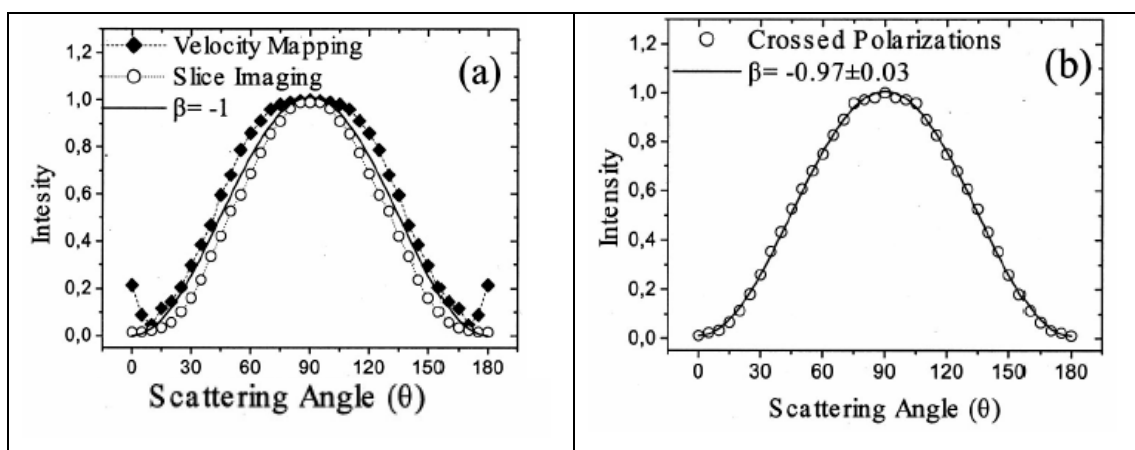 1,2
1,0
0,8
0,6
0,4
0,2
0,0
Intesity
Velocity Mapping
Slice Imaging
β= -1
(a)
0 30 60 90 120 150 180
Scattering Angle (θ)
1,2
1,0
0,8
0,6
0,4
0,2
0,0
Intensity
Crossed Polarizations
β= -0.97±0.03
(b)
0 30 60 90 120 150 180
Scattering Angle (θ)